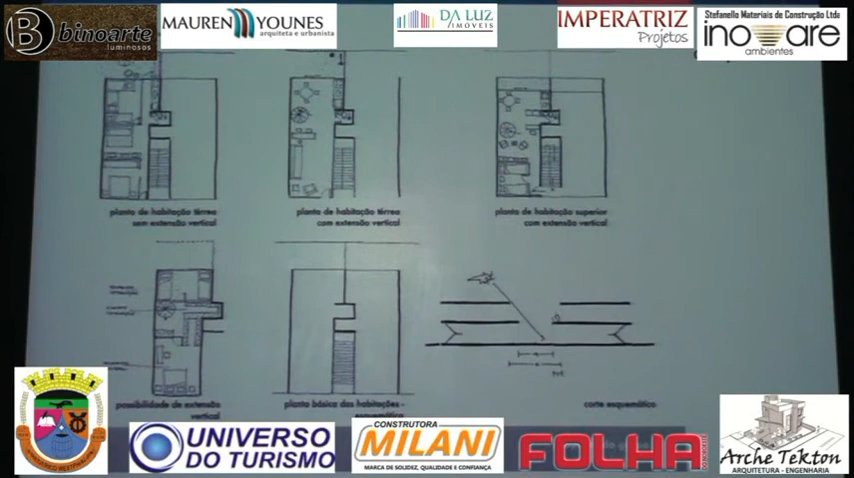 binoarte
luminosos
MAUREN YOUNES
arquiteta e urbanista
DA LUZ
IMÓVEIS
IMPERATRIZ
Projetos
Stefanello Materiais de Construção Ltda
inovare
ambientes
planta de habitação térrea
sem extensão vertical
planta de habitação térrea
com extensão vertical
planta de habitação superior
com extensão vertical
possibilidade de extensão
vertical
planta básica das habitações -
esquemática
corte esquemático
UNIVERSO
DO TURISMO
CONSTRUTORA
MILANI
MARCA DE SOLIDEZ, QUALIDADE E CONFIANÇA
FOLHA
Arche Tekton
ARQUITETURA - ENGENHARIA